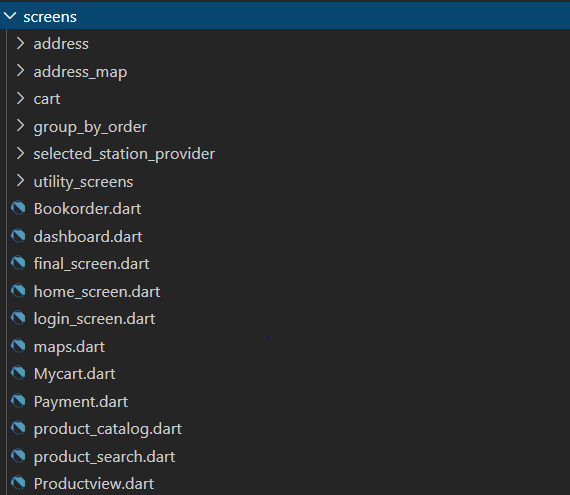 screens
address
address_map
cart
group_by_order
selected_station_provider
utility_screens
Bookorder.dart
dashboard.dart
final_screen.dart
home_screen.dart
login_screen.dart
maps.dart
Mycart.dart
Payment.dart
product_catalog.dart
product_search.dart
Productview.dart